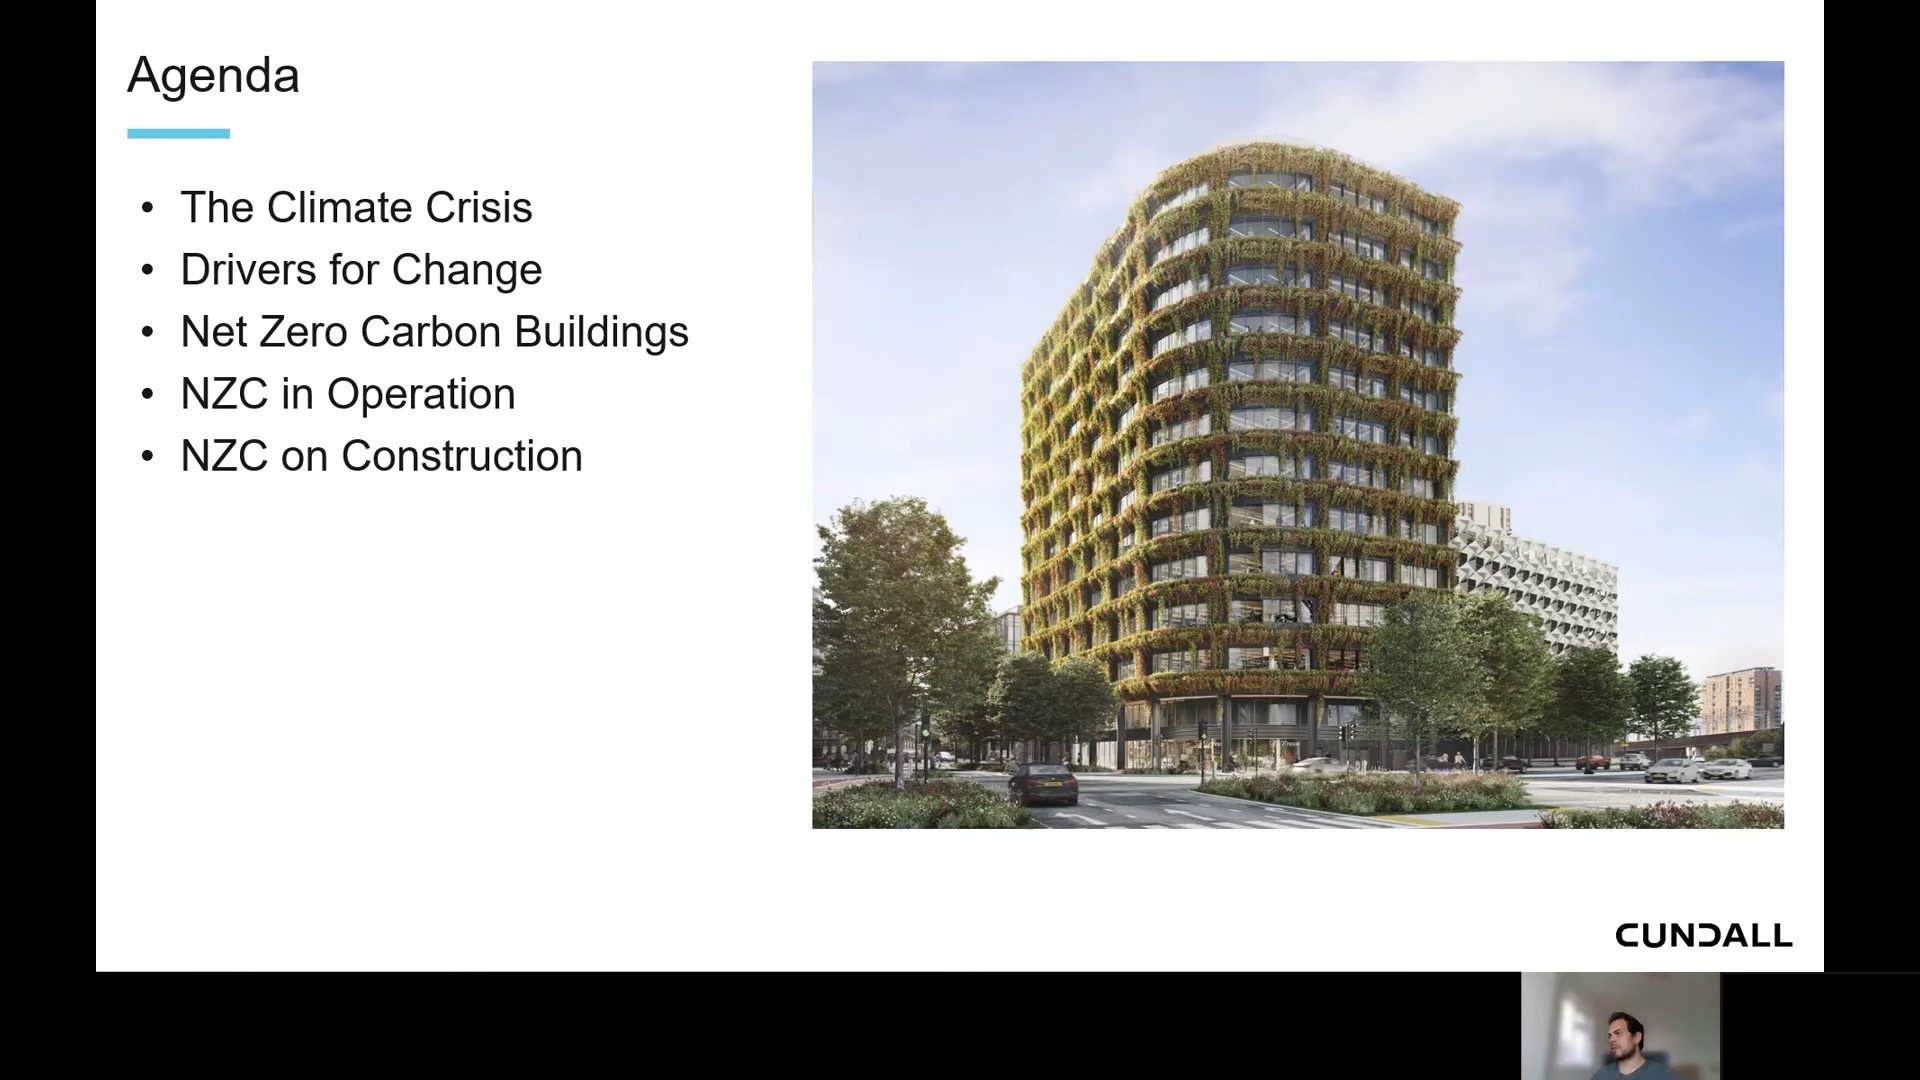 Agenda
• The Climate Crisis
• Drivers for Change
• Net Zero Carbon Buildings
• NZC in Operation
• NZC on Construction
CUNDALL